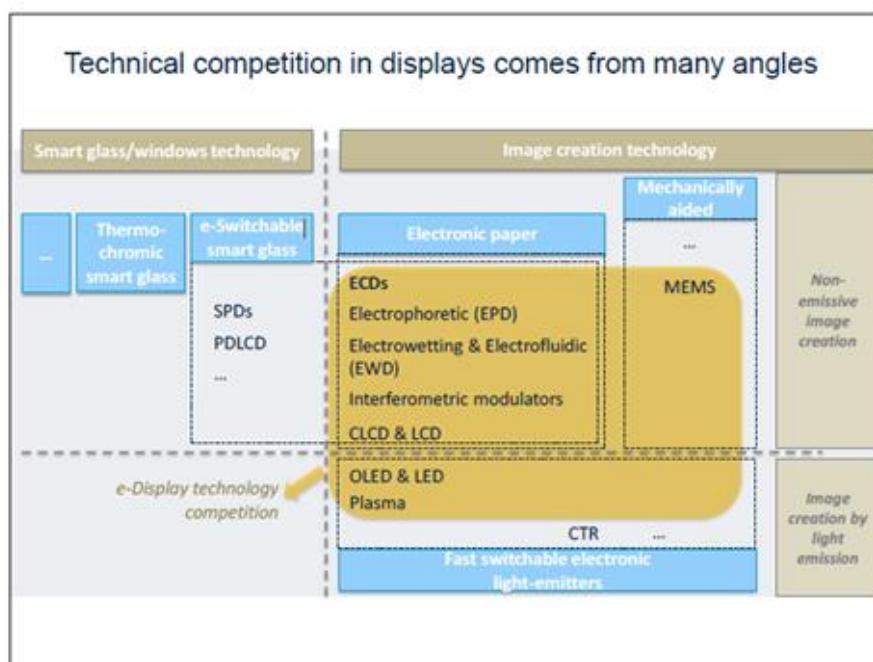 Technical competition in displays comes from many angles
Smart glass/windows technology
Image creation technology
...
Thermo-
chromic
smart glass
e-Switchable
smart glass
Electronic paper
Mechanically
aided
SPDs
PDLCD
...
ECDs
Electrophoretic (EPD)
Electrowetting & Electrofluidic
(EWD)
Interferometric modulators
CLCD & LCD
...
MEMS
Non-
emissive
image
creation
e-Display technology
competition
OLED & LED
Plasma
CTR ...
Fast switchable electronic
light-emitters
Image
creation by
light
emission